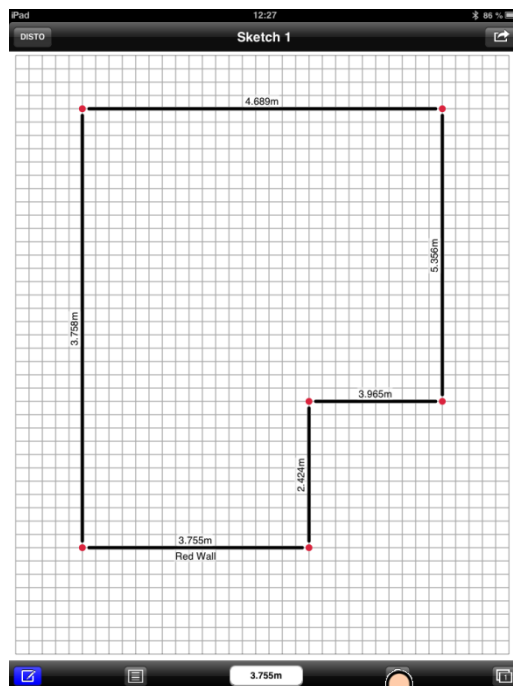 iPad 12:27 86 %
DISTO Sketch 1
4.689m
5.356m
3.758m
3.965m
2.424m
3.755m
Red Wall
3.755m
1